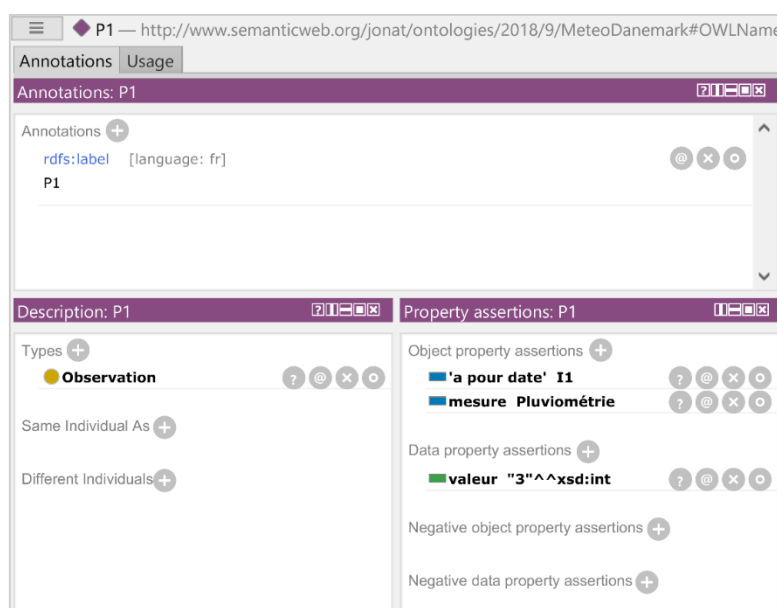 P1 — http://www.semanticweb.org/jonat/ontologies/2018/9/MeteoDanemark#OWLName
Annotations Usage
Annotations: P1
Annotations
rdfs:label [language: fr]
P1
Description: P1
Types
Observation
Same Individual As
Different Individuals
Property assertions: P1
Object property assertions
'a pour date' I1
mesure Pluviométrie
Data property assertions
valeur "3"^^xsd:int
Negative object property assertions
Negative data property assertions